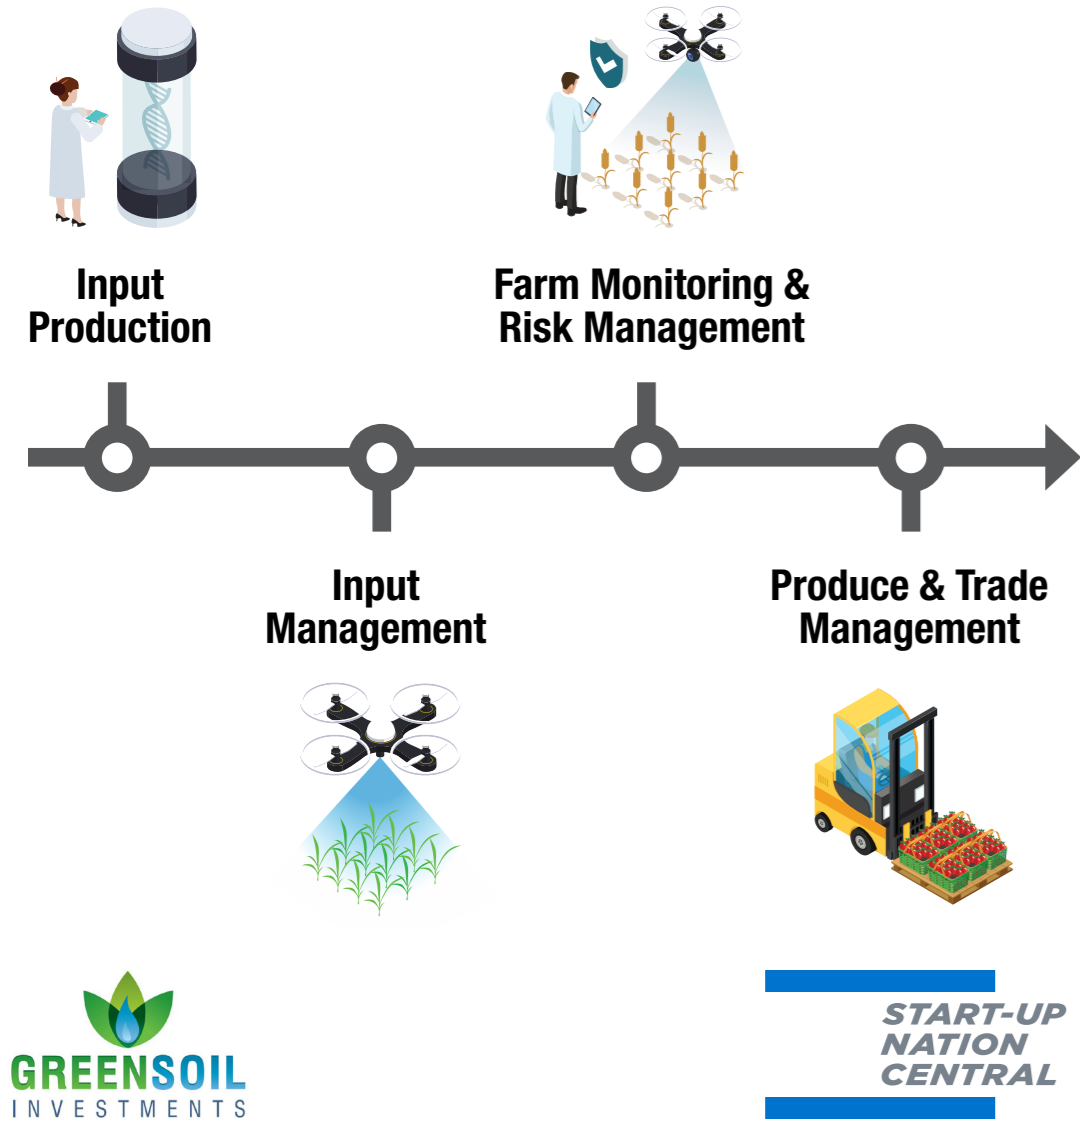 Input
Production
Farm Monitoring &
Risk Management
Input
Management
Produce & Trade
Management
GREENSOIL
INVESTMENTS
START-UP
NATION
CENTRAL